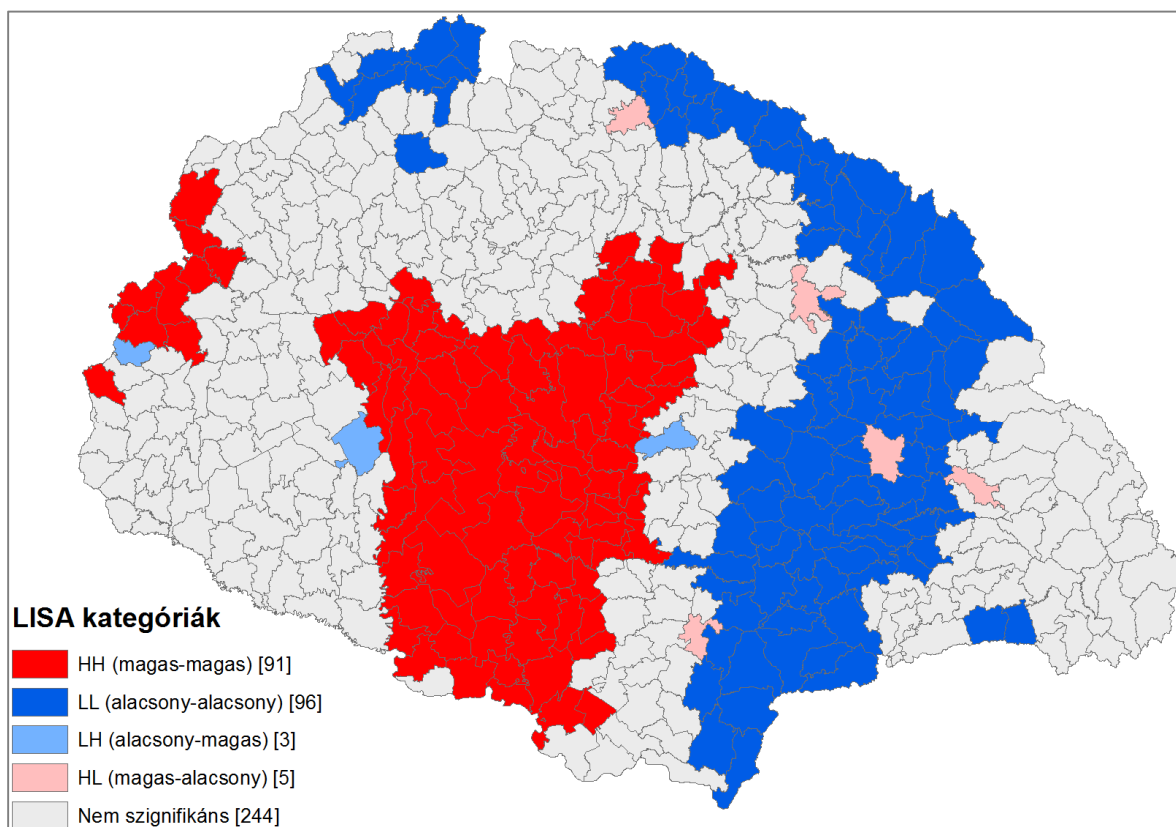 LISA kategóriák
HH (magas-magas) [91]
LL (alacsony-alacsony) [96]
LH (alacsony-magas) [3]
HL (magas-alacsony) [5]
Nem szignifikáns [244]